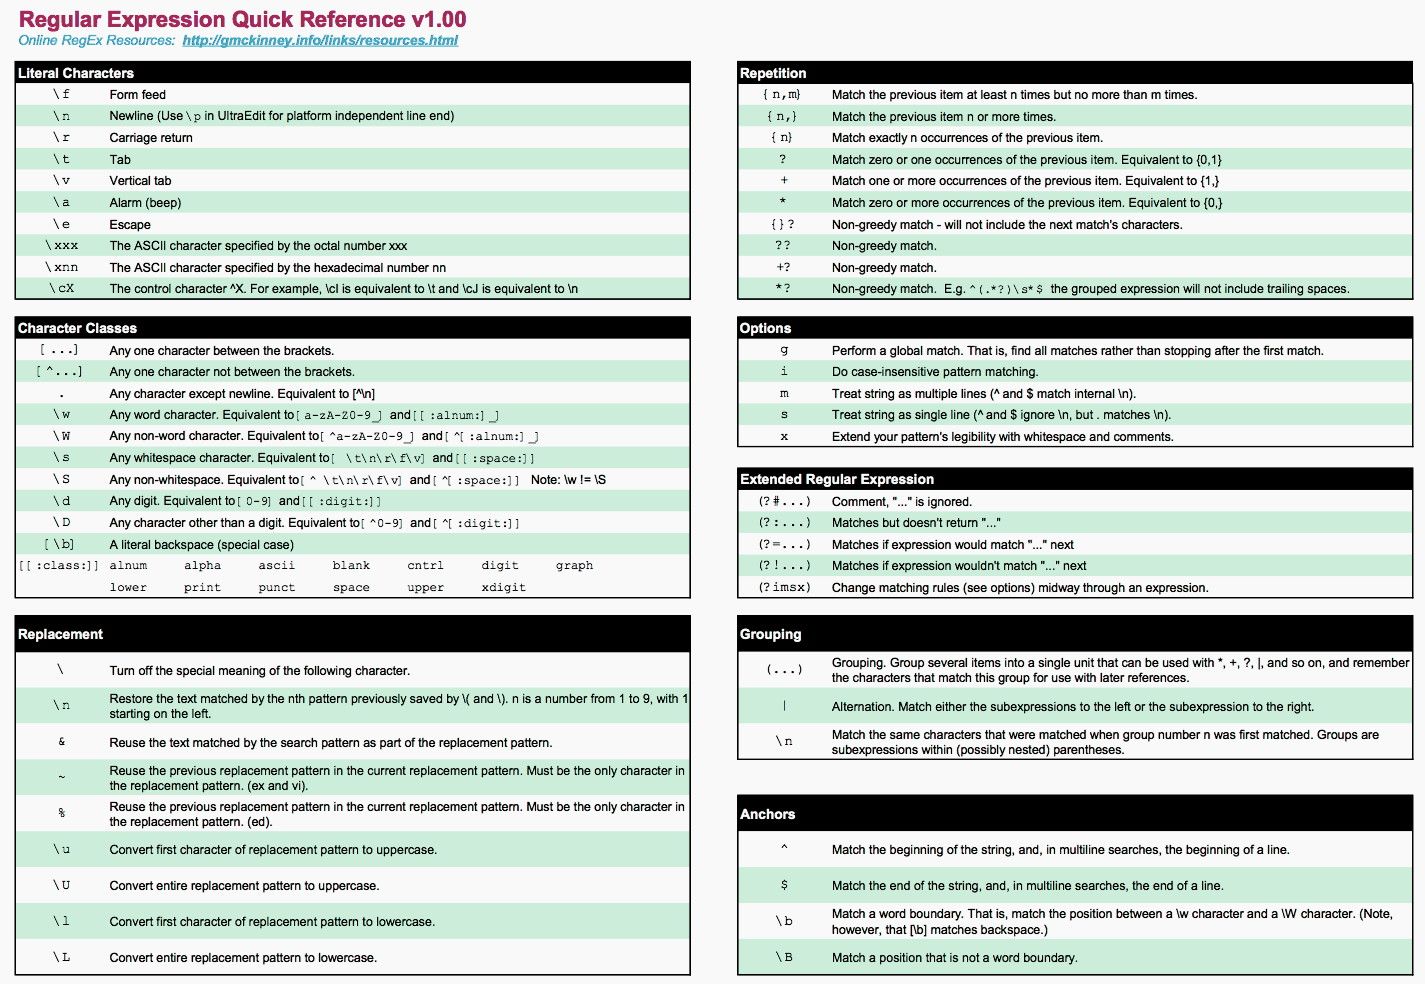 Regular Expression Quick Reference v1.00
Online RegEx Resources: http://gmckinney.info/links/resources.html
Literal Characters
\f Form feed
\n Newline (Use \p in UltraEdit for platform independent line end)
\r Carriage return
\t Tab
\v Vertical tab
\a Alarm (beep)
\e Escape
\xxx The ASCII character specified by the octal number xxx
\xnn The ASCII character specified by the hexadecimal number nn
\cX The control character ^X. For example, \cI is equivalent to \t and \cJ is equivalent to \n
Character Classes
[...] Any one character between the brackets.
[^...] Any one character not between the brackets.
. Any character except newline. Equivalent to [^\n]
\w Any word character. Equivalent to [a-zA-Z0-9_] and [[:alnum:]_]
\W Any non-word character. Equivalent to [^a-zA-Z0-9_] and [^[:alnum:]_]
\s Any whitespace character. Equivalent to [ \t\n\r\f\v] and [[:space:]]
\S Any non-whitespace. Equivalent to [^ \t\n\r\f\v] and [^[:space:]] Note: \w != \S
\d Any digit. Equivalent to [0-9] and [[:digit:]]
\D Any character other than a digit. Equivalent to [^0-9] and [^[:digit:]]
[\b] A literal backspace (special case)
[[:class:]] alnum alpha ascii blank cntrl digit graph
lower print punct space upper xdigit
Replacement
\ Turn off the special meaning of the following character.
\n Restore the text matched by the nth pattern previously saved by \( and \). n is a number from 1 to 9, with 1
starting on the left.
& Reuse the text matched by the search pattern as part of the replacement pattern.
~ Reuse the previous replacement pattern in the current replacement pattern. Must be the only character in
the replacement pattern. (ex and vi).
% Reuse the previous replacement pattern in the current replacement pattern. Must be the only character in
the replacement pattern. (ed).
\u Convert first character of replacement pattern to uppercase.
\U Convert entire replacement pattern to uppercase.
\l Convert first character of replacement pattern to lowercase.
\L Convert entire replacement pattern to lowercase.
Repetition
{n,m} Match the previous item at least n times but no more than m times.
{n,} Match the previous item n or more times.
{n} Match exactly n occurrences of the previous item.
? Match zero or one occurrences of the previous item. Equivalent to {0,1}
+ Match one or more occurrences of the previous item. Equivalent to {1,}
* Match zero or more occurrences of the previous item. Equivalent to {0,}
{}? Non-greedy match - will not include the next match's characters.
?? Non-greedy match.
+? Non-greedy match.
*? Non-greedy match. E.g. ^(.*?)\s*$ the grouped expression will not include trailing spaces.
Options
g Perform a global match. That is, find all matches rather than stopping after the first match.
i Do case-insensitive pattern matching.
m Treat string as multiple lines (^ and $ match internal \n).
s Treat string as single line (^ and $ ignore \n, but . matches \n).
x Extend your pattern's legibility with whitespace and comments.
Extended Regular Expression
(?#...) Comment, "..." is ignored.
(?:...) Matches but doesn't return "..."
(?=...) Matches if expression would match "..." next
(?!...) Matches if expression wouldn't match "..." next
(?imsx) Change matching rules (see options) midway through an expression.
Grouping
(...) Grouping. Group several items into a single unit that can be used with *, +, ?, |, and so on, and remember
the characters that match this group for use with later references.
| Alternation. Match either the subexpressions to the left or the subexpression to the right.
\n Match the same characters that were matched when group number n was first matched. Groups are
subexpressions within (possibly nested) parentheses.
Anchors
^ Match the beginning of the string, and, in multiline searches, the beginning of a line.
$ Match the end of the string, and, in multiline searches, the end of a line.
\b Match a word boundary. That is, match the position between a \w character and a \W character. (Note,
however, that [\b] matches backspace.)
\B Match a position that is not a word boundary.